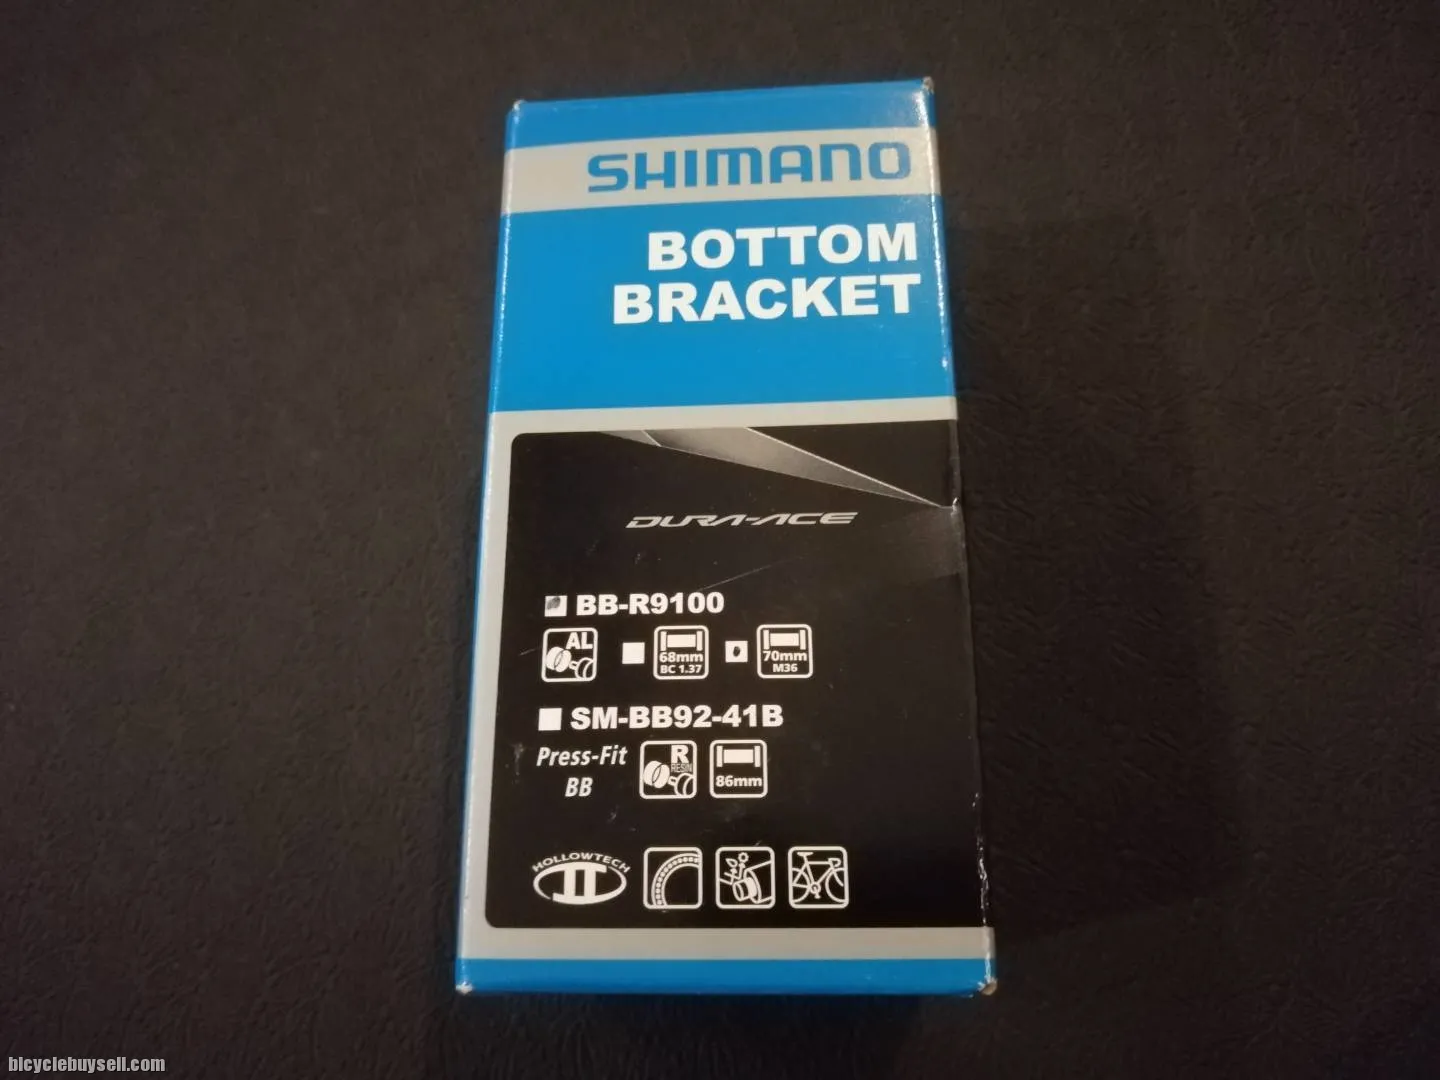 SHIMANO
BOTTOM
BRACKET
DURA-ACE
BB-R9100
AL
68mm
BC 1.37
70mm
M36
SM-BB92-41B
Press-Fit
BB
R
RESIN
86mm
HOLLOWTECH
II
bicyclebuysell.com